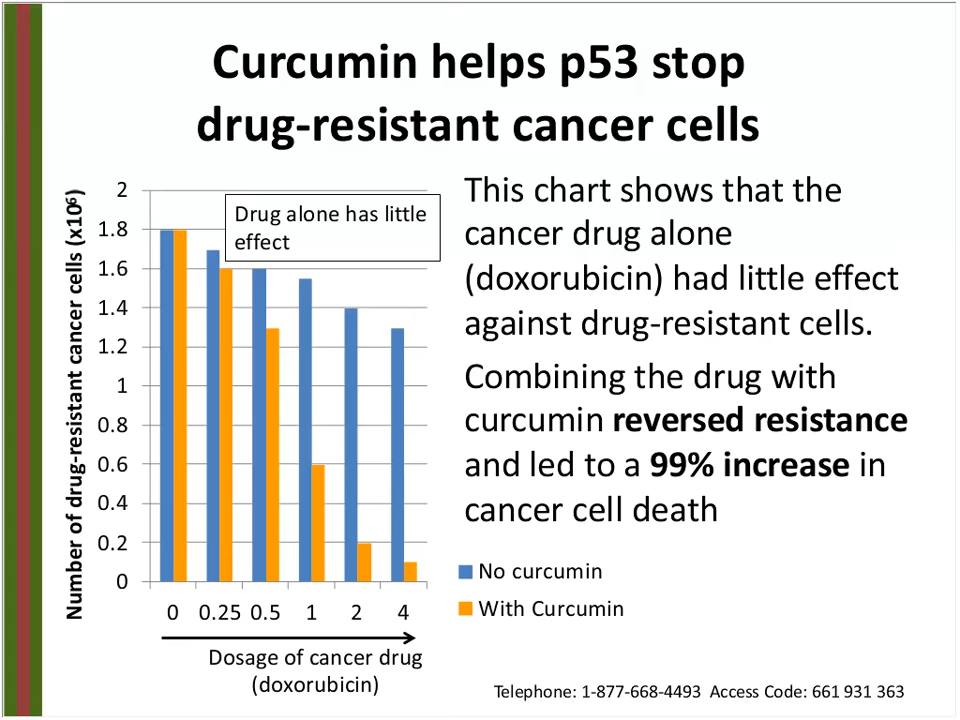 Curcumin helps p53 stop
drug-resistant cancer cells
Number of drug-resistant cancer cells (x10⁶)
2
1.8
1.6
1.4
1.2
1
0.8
0.6
0.4
0.2
0
Drug alone has little
effect
0 0.25 0.5 1 2 4
Dosage of cancer drug
(doxorubicin)
This chart shows that the
cancer drug alone
(doxorubicin) had little effect
against drug-resistant cells.
Combining the drug with
curcumin reversed resistance
and led to a 99% increase in
cancer cell death
No curcumin
With Curcumin
Telephone: 1-877-668-4493 Access Code: 661 931 363